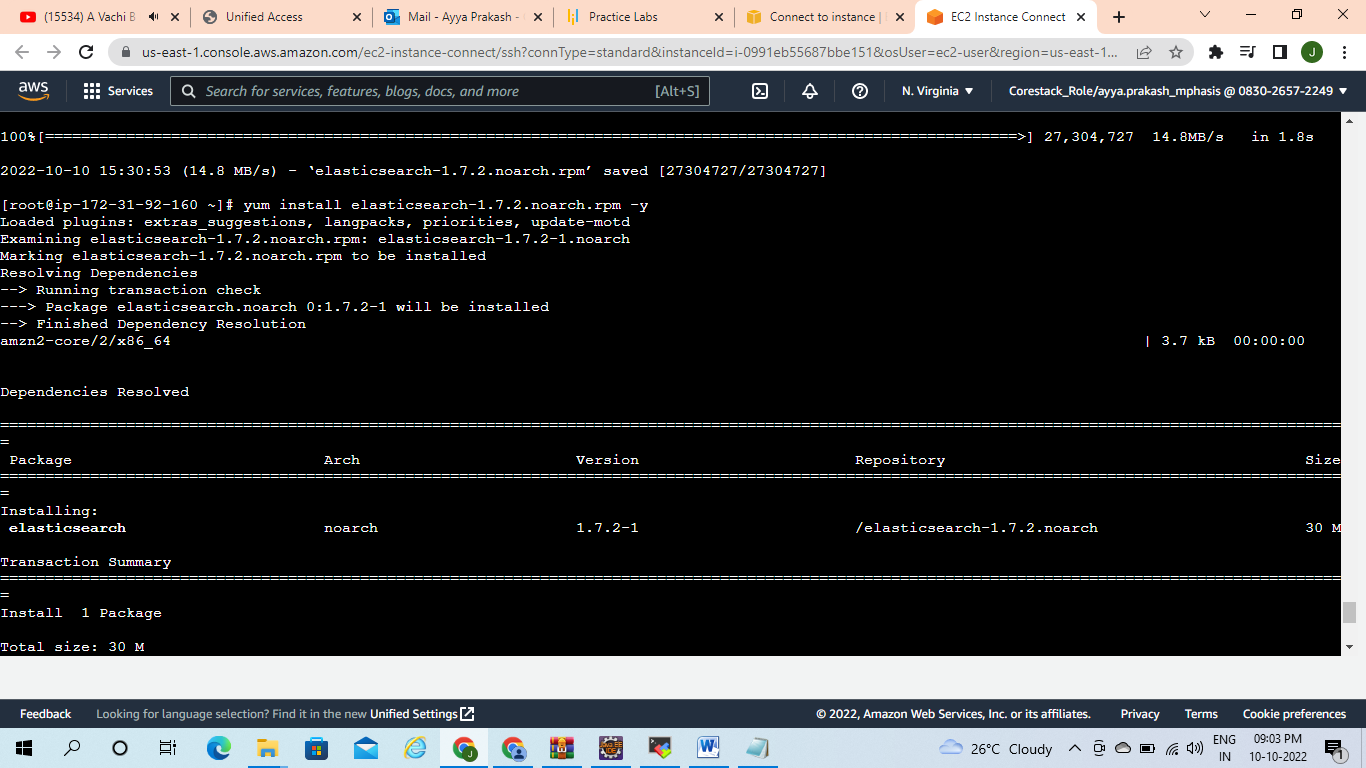 (15534) A Vachi B
Unified Access
Mail - Ayya Prakash -
Practice Labs
Connect to instance |
EC2 Instance Connect
us-east-1.console.aws.amazon.com/ec2-instance-connect/ssh?connType=standard&instanceId=i-0991eb55687bbe151&osUser=ec2-user&region=us-east-1...
J
aws
Services
Search for services, features, blogs, docs, and more
[Alt+S]
N. Virginia
Corestack_Role/ayya.prakash_mphasis @ 0830-2657-2249
100%[============================================================================================================>] 27,304,727 14.8MB/s in 1.8s
2022-10-10 15:30:53 (14.8 MB/s) - ‘elasticsearch-1.7.2.noarch.rpm’ saved [27304727/27304727]
[root@ip-172-31-92-160 ~]# yum install elasticsearch-1.7.2.noarch.rpm -y
Loaded plugins: extras_suggestions, langpacks, priorities, update-motd
Examining elasticsearch-1.7.2.noarch.rpm: elasticsearch-1.7.2-1.noarch
Marking elasticsearch-1.7.2.noarch.rpm to be installed
Resolving Dependencies
--> Running transaction check
---> Package elasticsearch.noarch 0:1.7.2-1 will be installed
--> Finished Dependency Resolution
amzn2-core/2/x86_64 | 3.7 kB 00:00:00
Dependencies Resolved
=====================================================================================================================================================
=
Package Arch Version Repository Size
=====================================================================================================================================================
=
Installing:
elasticsearch noarch 1.7.2-1 /elasticsearch-1.7.2.noarch 30 M
Transaction Summary
=====================================================================================================================================================
=
Install 1 Package
Total size: 30 M
Feedback
Looking for language selection? Find it in the new Unified Settings
© 2022, Amazon Web Services, Inc. or its affiliates.
Privacy
Terms
Cookie preferences
26°C Cloudy
ENG
IN
09:03 PM
10-10-2022
1